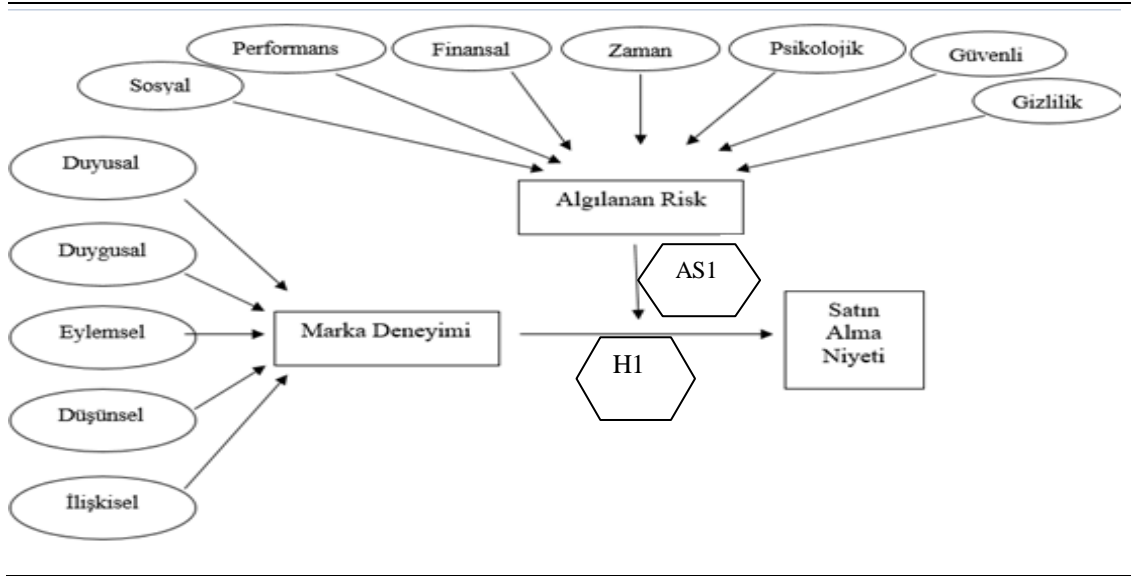 Performans
Finansal
Zaman
Psikolojik
Güvenli
Sosyal
Gizlilik
Duyusal
Algılanan Risk
Duygusal
AS1
Eylemsel
Marka Deneyimi
Satın
Alma
Niyeti
H1
Düşünsel
İlişkisel